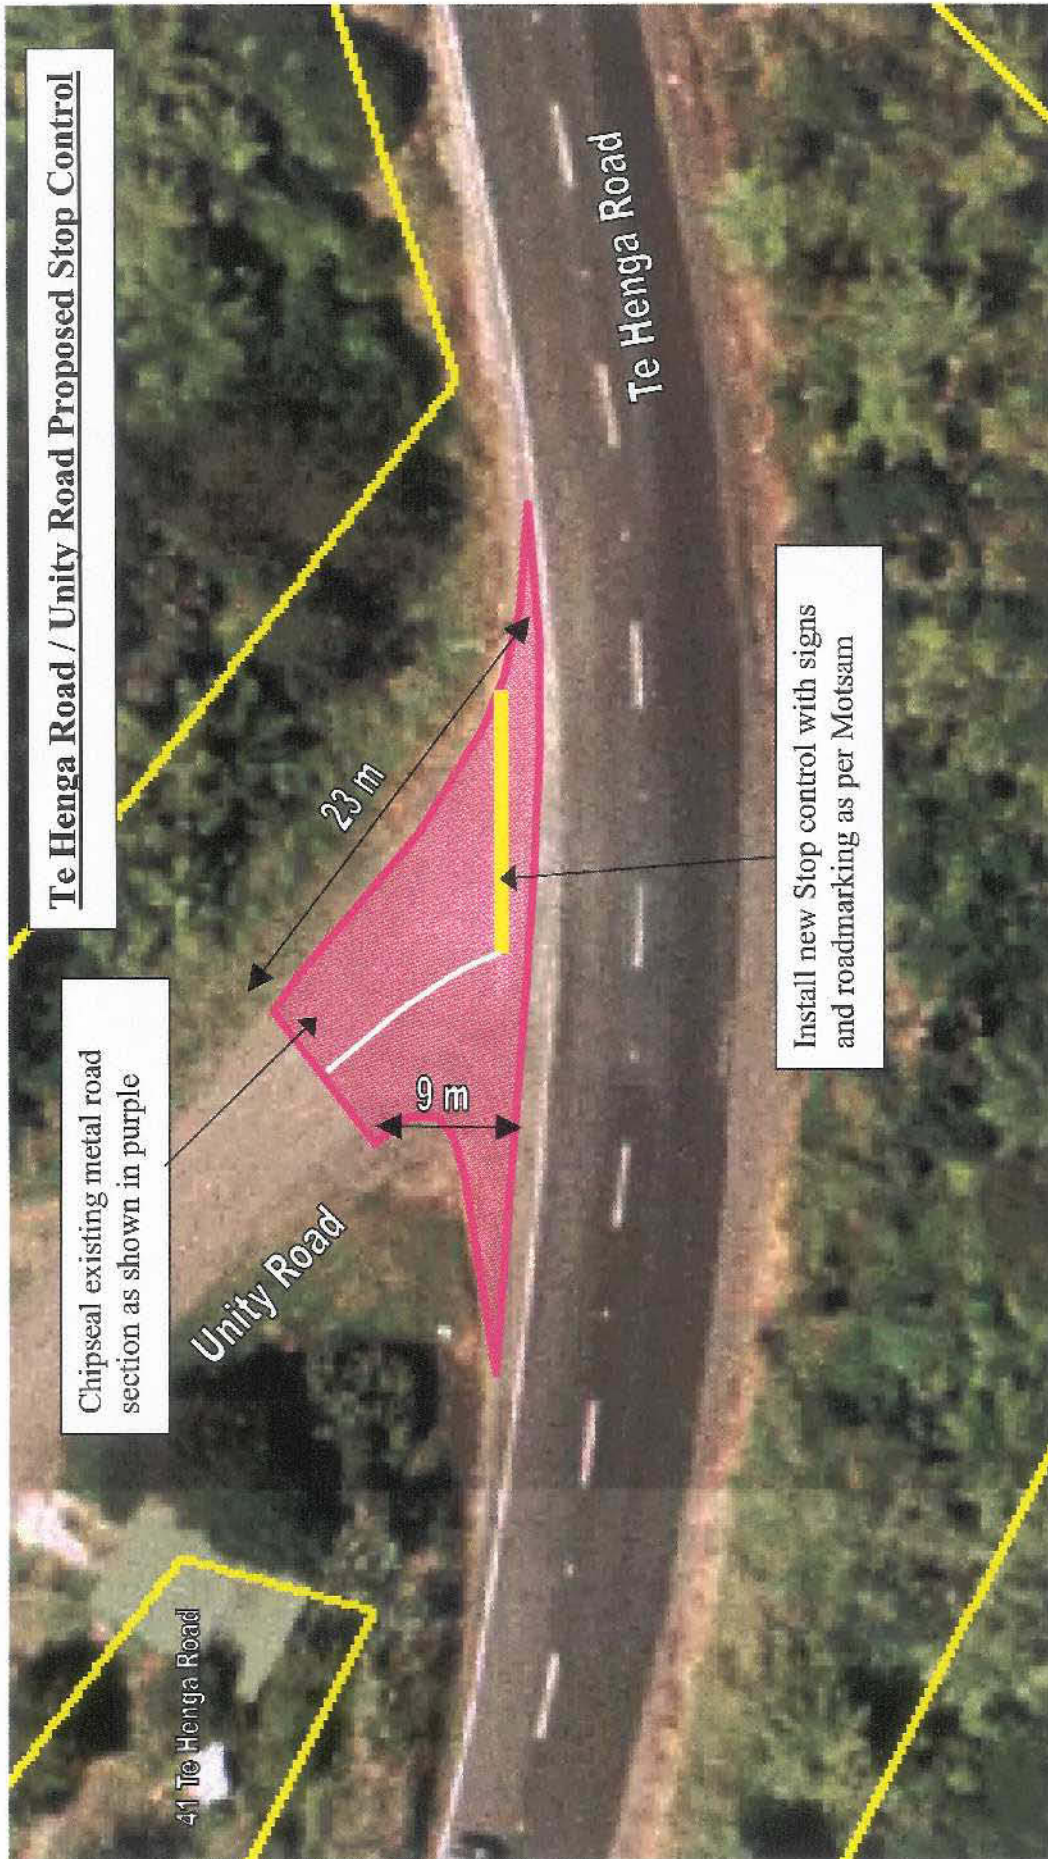 Te Henga Road / Unity Road Proposed Stop Control
Chipseal existing metal road
section as shown in purple
23 m
9 m
Unity Road
Te Henga Road
41 Te Henga Road
Install new Stop control with signs
and roadmarking as per Motsam